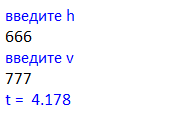 введите h
666
введите v
777
t =  4.178